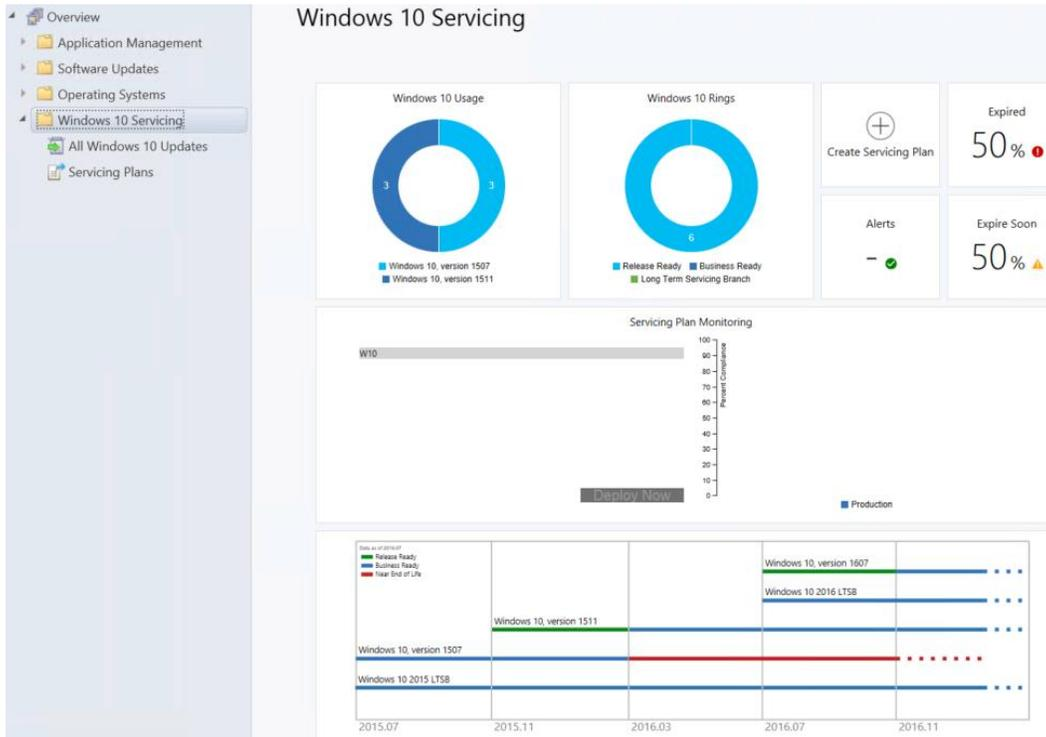 Overview
Application Management
Software Updates
Operating Systems
Windows 10 Servicing
All Windows 10 Updates
Servicing Plans
Windows 10 Servicing
Windows 10 Usage
3
3
Windows 10, version 1507
Windows 10, version 1511
Windows 10 Rings
6
Release Ready Business Ready
Long Term Servicing Branch
Create Servicing Plan
Expired
50 %
Alerts
-
Expire Soon
50 %
Servicing Plan Monitoring
W10
Deploy Now
100
90
80
70
60
50
40
30
20
10
0
Percent Compliance
Production
Data as of 2016.07
Release Ready
Business Ready
Near End of Life
Windows 10, version 1607
Windows 10 2016 LTSB
Windows 10, version 1511
Windows 10, version 1507
Windows 10 2015 LTSB
2015.07 2015.11 2016.03 2016.07 2016.11